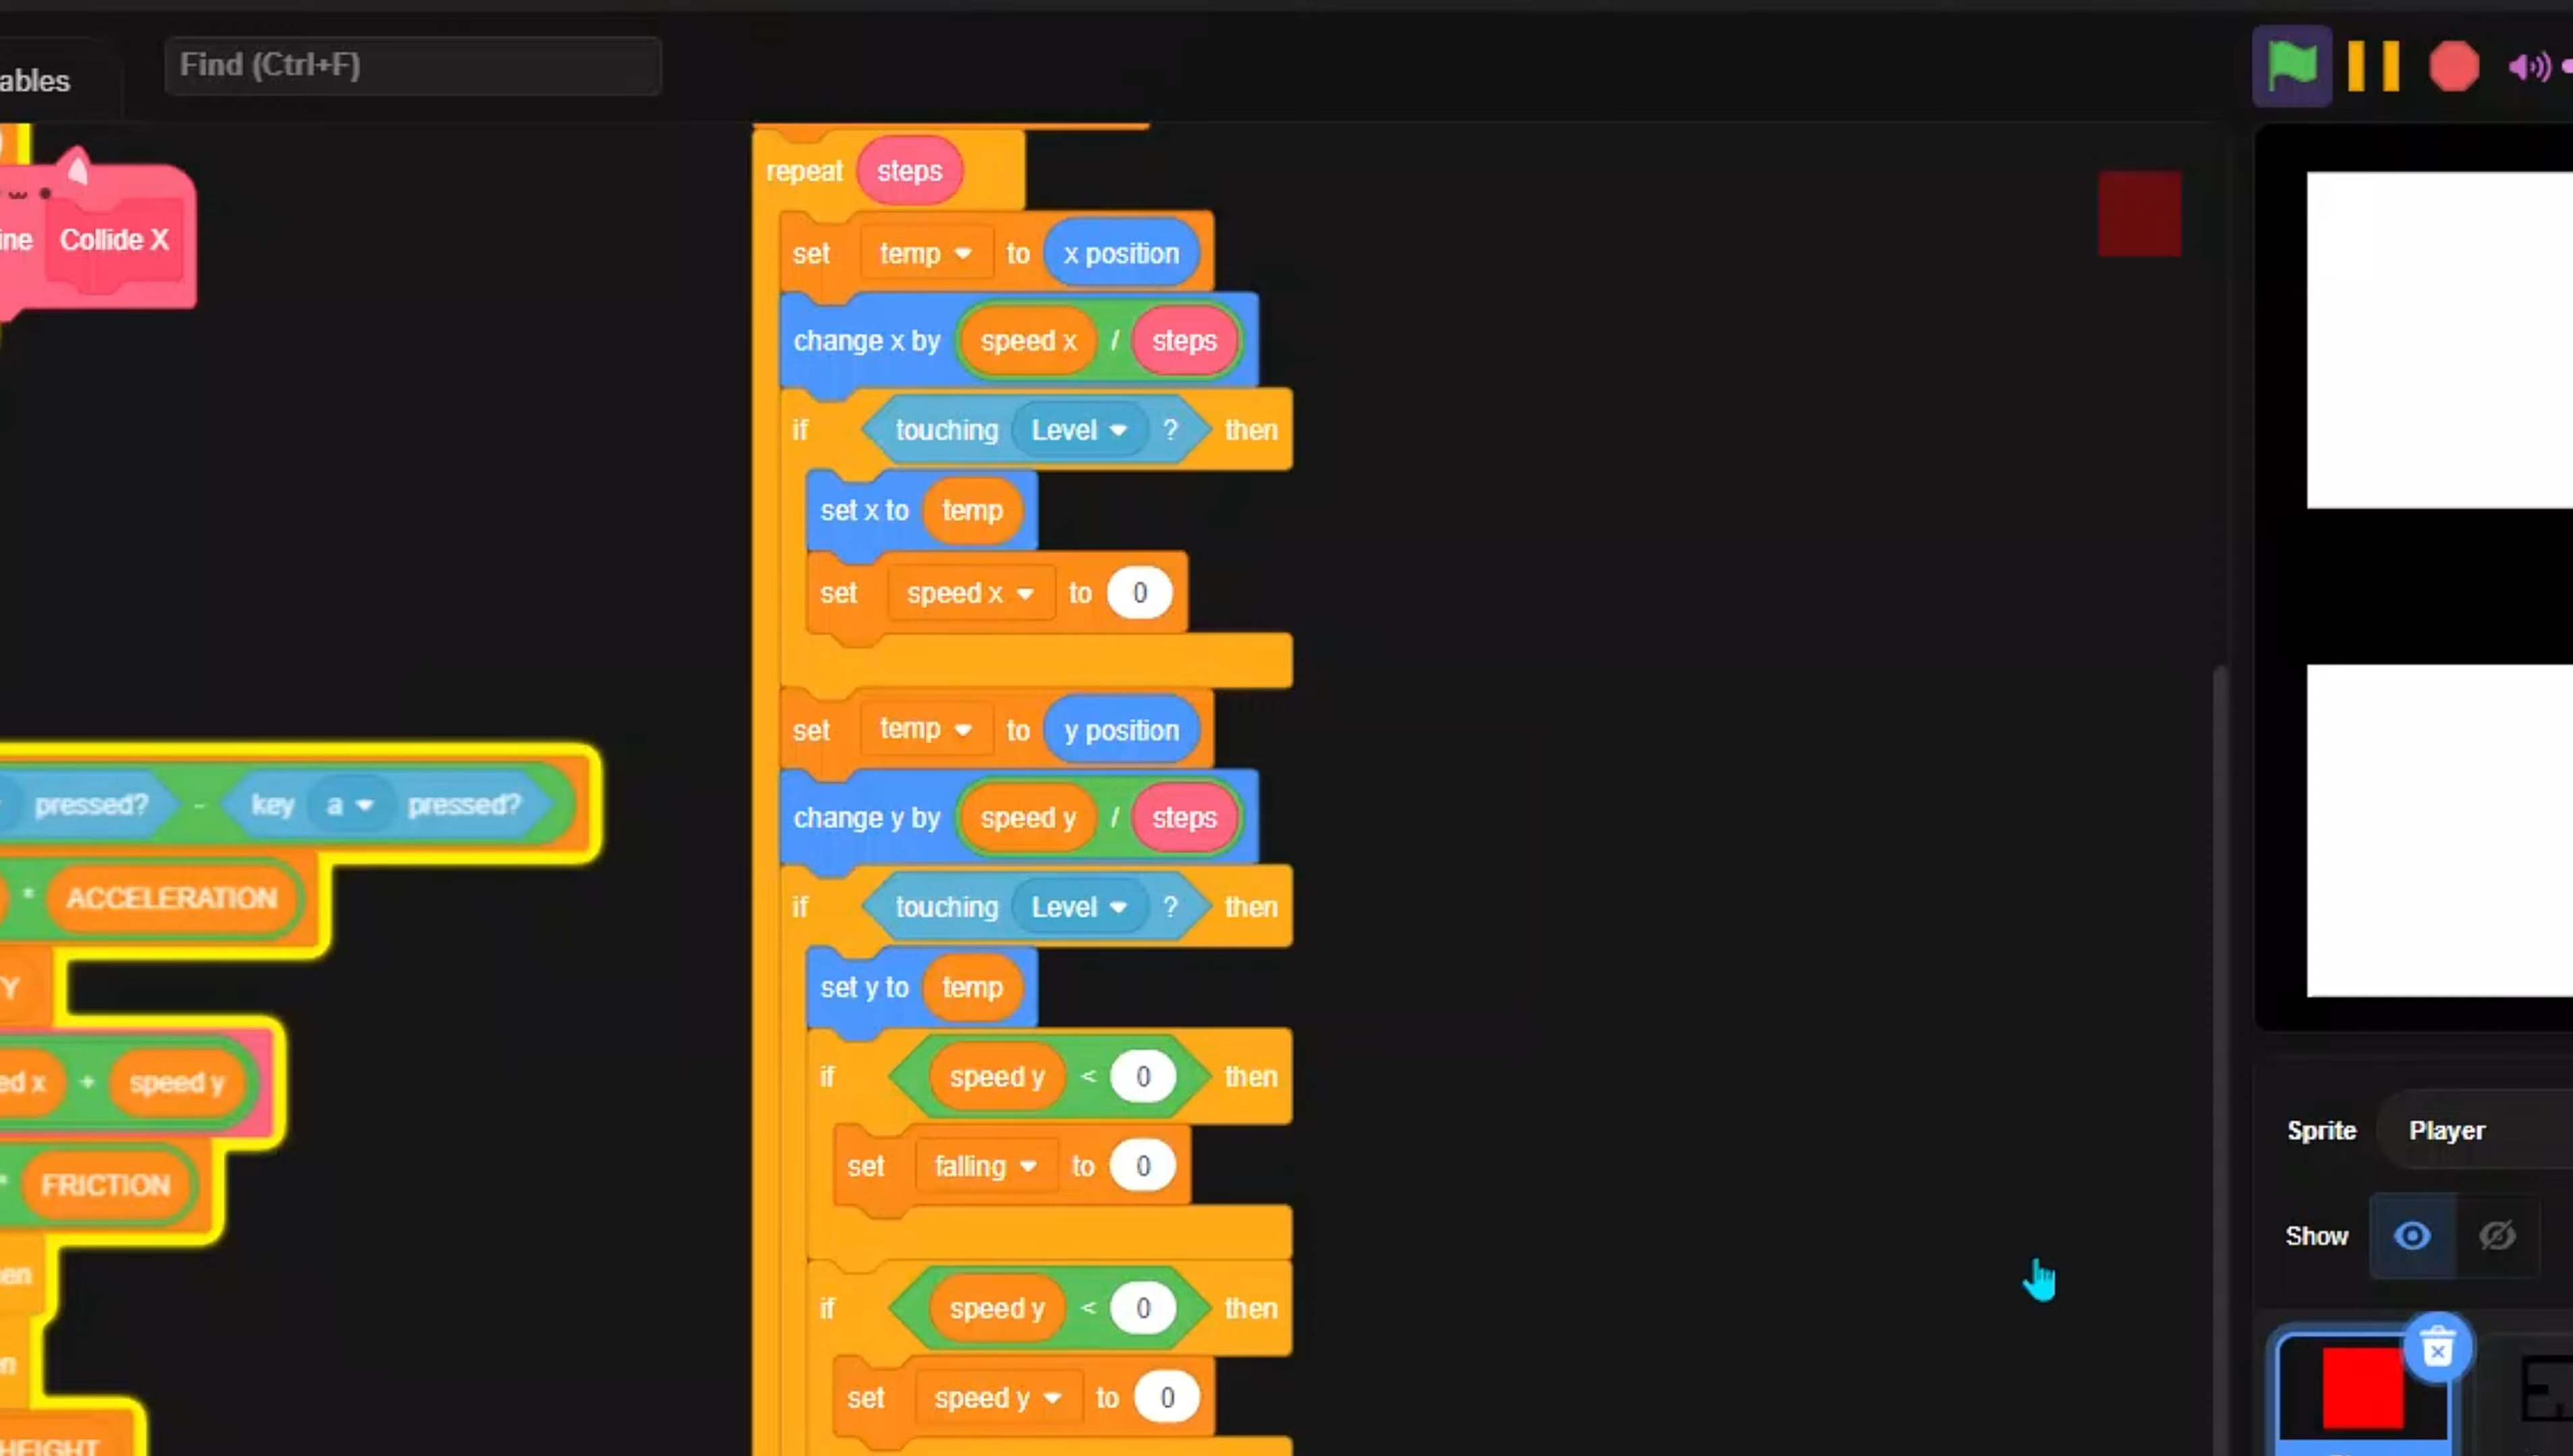 ables
Find (Ctrl+F)
repeat steps
ine Collide X
set temp to x position
change x by speed x / steps
if touching Level ? then
set x to temp
set speed x to 0
set temp to y position
pressed? - key a pressed?
change y by speed y / steps
* ACCELERATION
if touching Level ? then
Y
set y to temp
ed x + speed y
if speed y < 0 then
* FRICTION
set falling to 0
en
if speed y < 0 then
n
set speed y to 0
HEIGHT
Sprite Player
Show